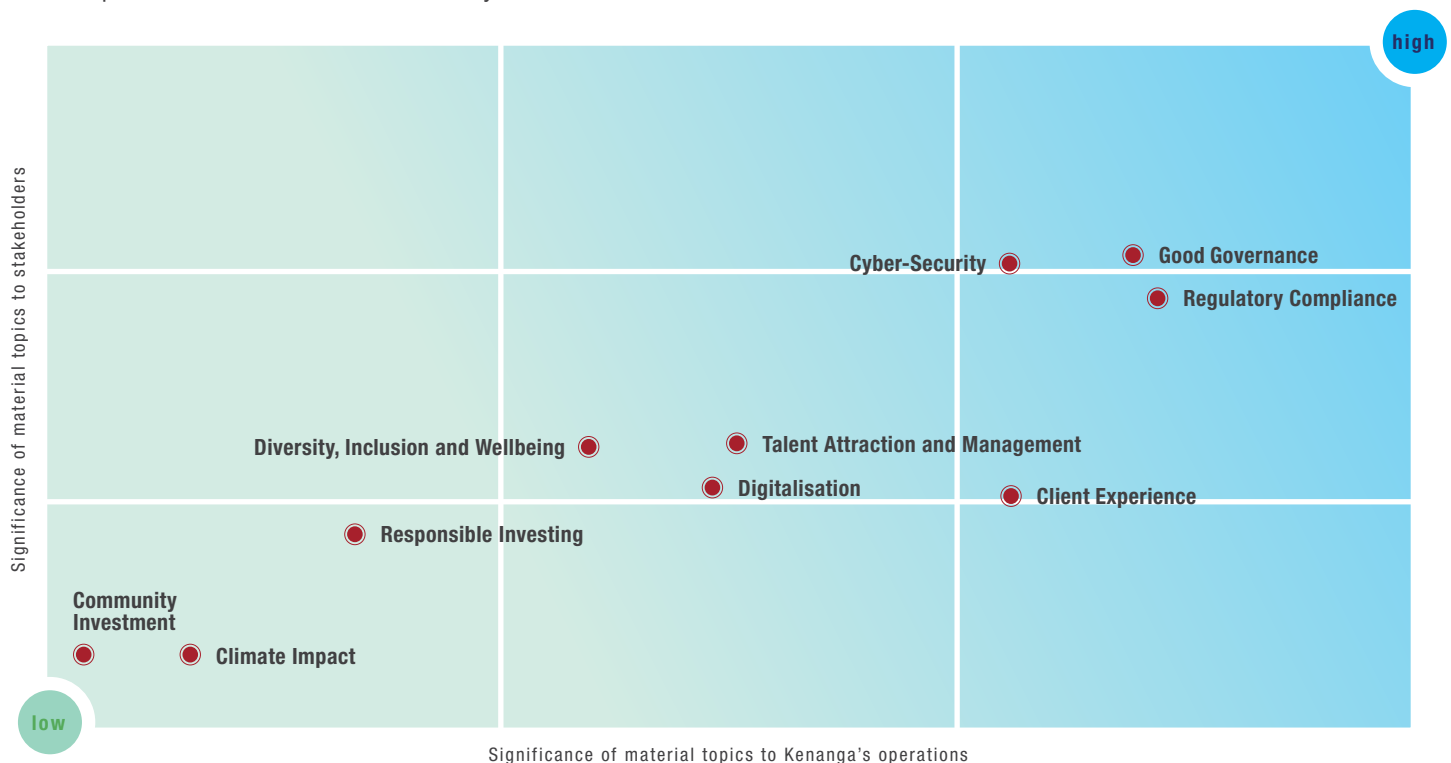 high
Significance of material topics to stakeholders
Cyber-Security
Good Governance
Regulatory Compliance
Diversity, Inclusion and Wellbeing
Talent Attraction and Management
Digitalisation
Client Experience
Responsible Investing
Community
Investment
Climate Impact
low
Significance of material topics to Kenanga's operations